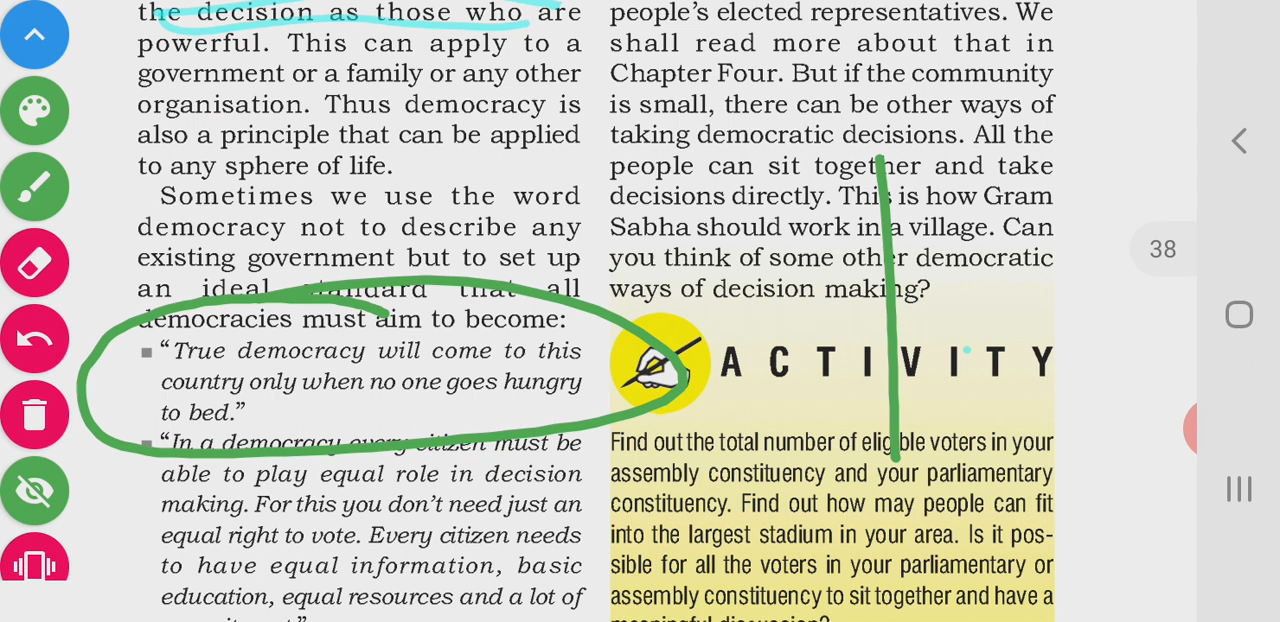 the decision as those who are
powerful. This can apply to a
government or a family or any other
organisation. Thus democracy is
also a principle that can be applied
to any sphere of life.
Sometimes we use the word
democracy not to describe any
existing government but to set up
an ideal standard that all
democracies must aim to become:
"True democracy will come to this
country only when no one goes hungry
to bed."
"In a democracy every citizen must be
able to play equal role in decision
making. For this you don't need just an
equal right to vote. Every citizen needs
to have equal information, basic
education, equal resources and a lot of
people's elected representatives. We
shall read more about that in
Chapter Four. But if the community
is small, there can be other ways of
taking democratic decisions. All the
people can sit together and take
decisions directly. This is how Gram
Sabha should work in a village. Can
you think of some other democratic
ways of decision making?
ACTIVITY
Find out the total number of eligible voters in your
assembly constituency and your parliamentary
constituency. Find out how may people can fit
into the largest stadium in your area. Is it pos-
sible for all the voters in your parliamentary or
assembly constituency to sit together and have a
38